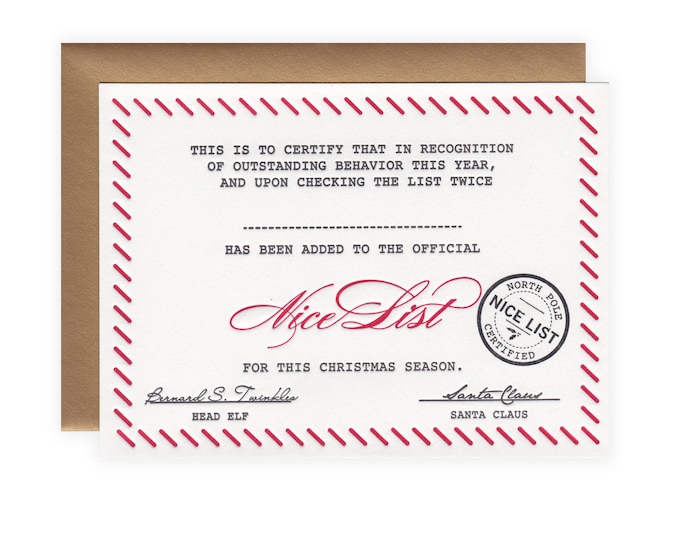 THIS IS TO CERTIFY THAT IN RECOGNITION
OF OUTSTANDING BEHAVIOR THIS YEAR,
AND UPON CHECKING THE LIST TWICE
HAS BEEN ADDED TO THE OFFICIAL
Nice List
NORTH POLE
NICE LIST
CERTIFIED
FOR THIS CHRISTMAS SEASON.
Bernard S. Twinkles
Santa Claus
HEAD ELF
SANTA CLAUS